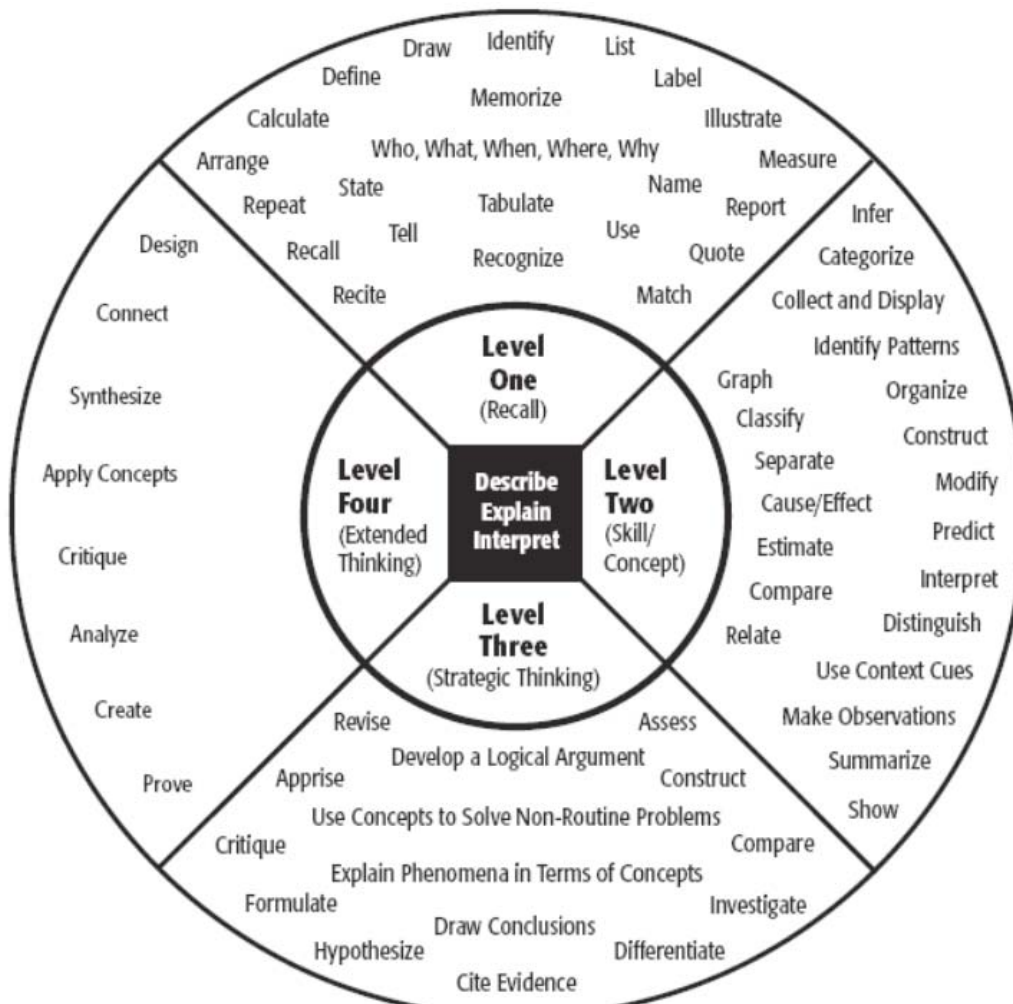 Draw
Identify
List
Define
Label
Memorize
Calculate
Illustrate
Who, What, When, Where, Why
Arrange
Measure
State
Name
Repeat
Tabulate
Report
Tell
Use
Recall
Recognize
Quote
Recite
Match
Level
One
(Recall)
Infer
Categorize
Collect and Display
Identify Patterns
Graph
Organize
Classify
Construct
Separate
Modify
Cause/Effect
Predict
Estimate
Interpret
Compare
Distinguish
Relate
Use Context Cues
Make Observations
Summarize
Show
Level
Two
(Skill/
Concept)
Describe
Explain
Interpret
Level
Three
(Strategic Thinking)
Revise
Assess
Develop a Logical Argument
Apprise
Construct
Use Concepts to Solve Non-Routine Problems
Critique
Compare
Explain Phenomena in Terms of Concepts
Formulate
Investigate
Draw Conclusions
Hypothesize
Differentiate
Cite Evidence
Level
Four
(Extended
Thinking)
Design
Connect
Synthesize
Apply Concepts
Critique
Analyze
Create
Prove